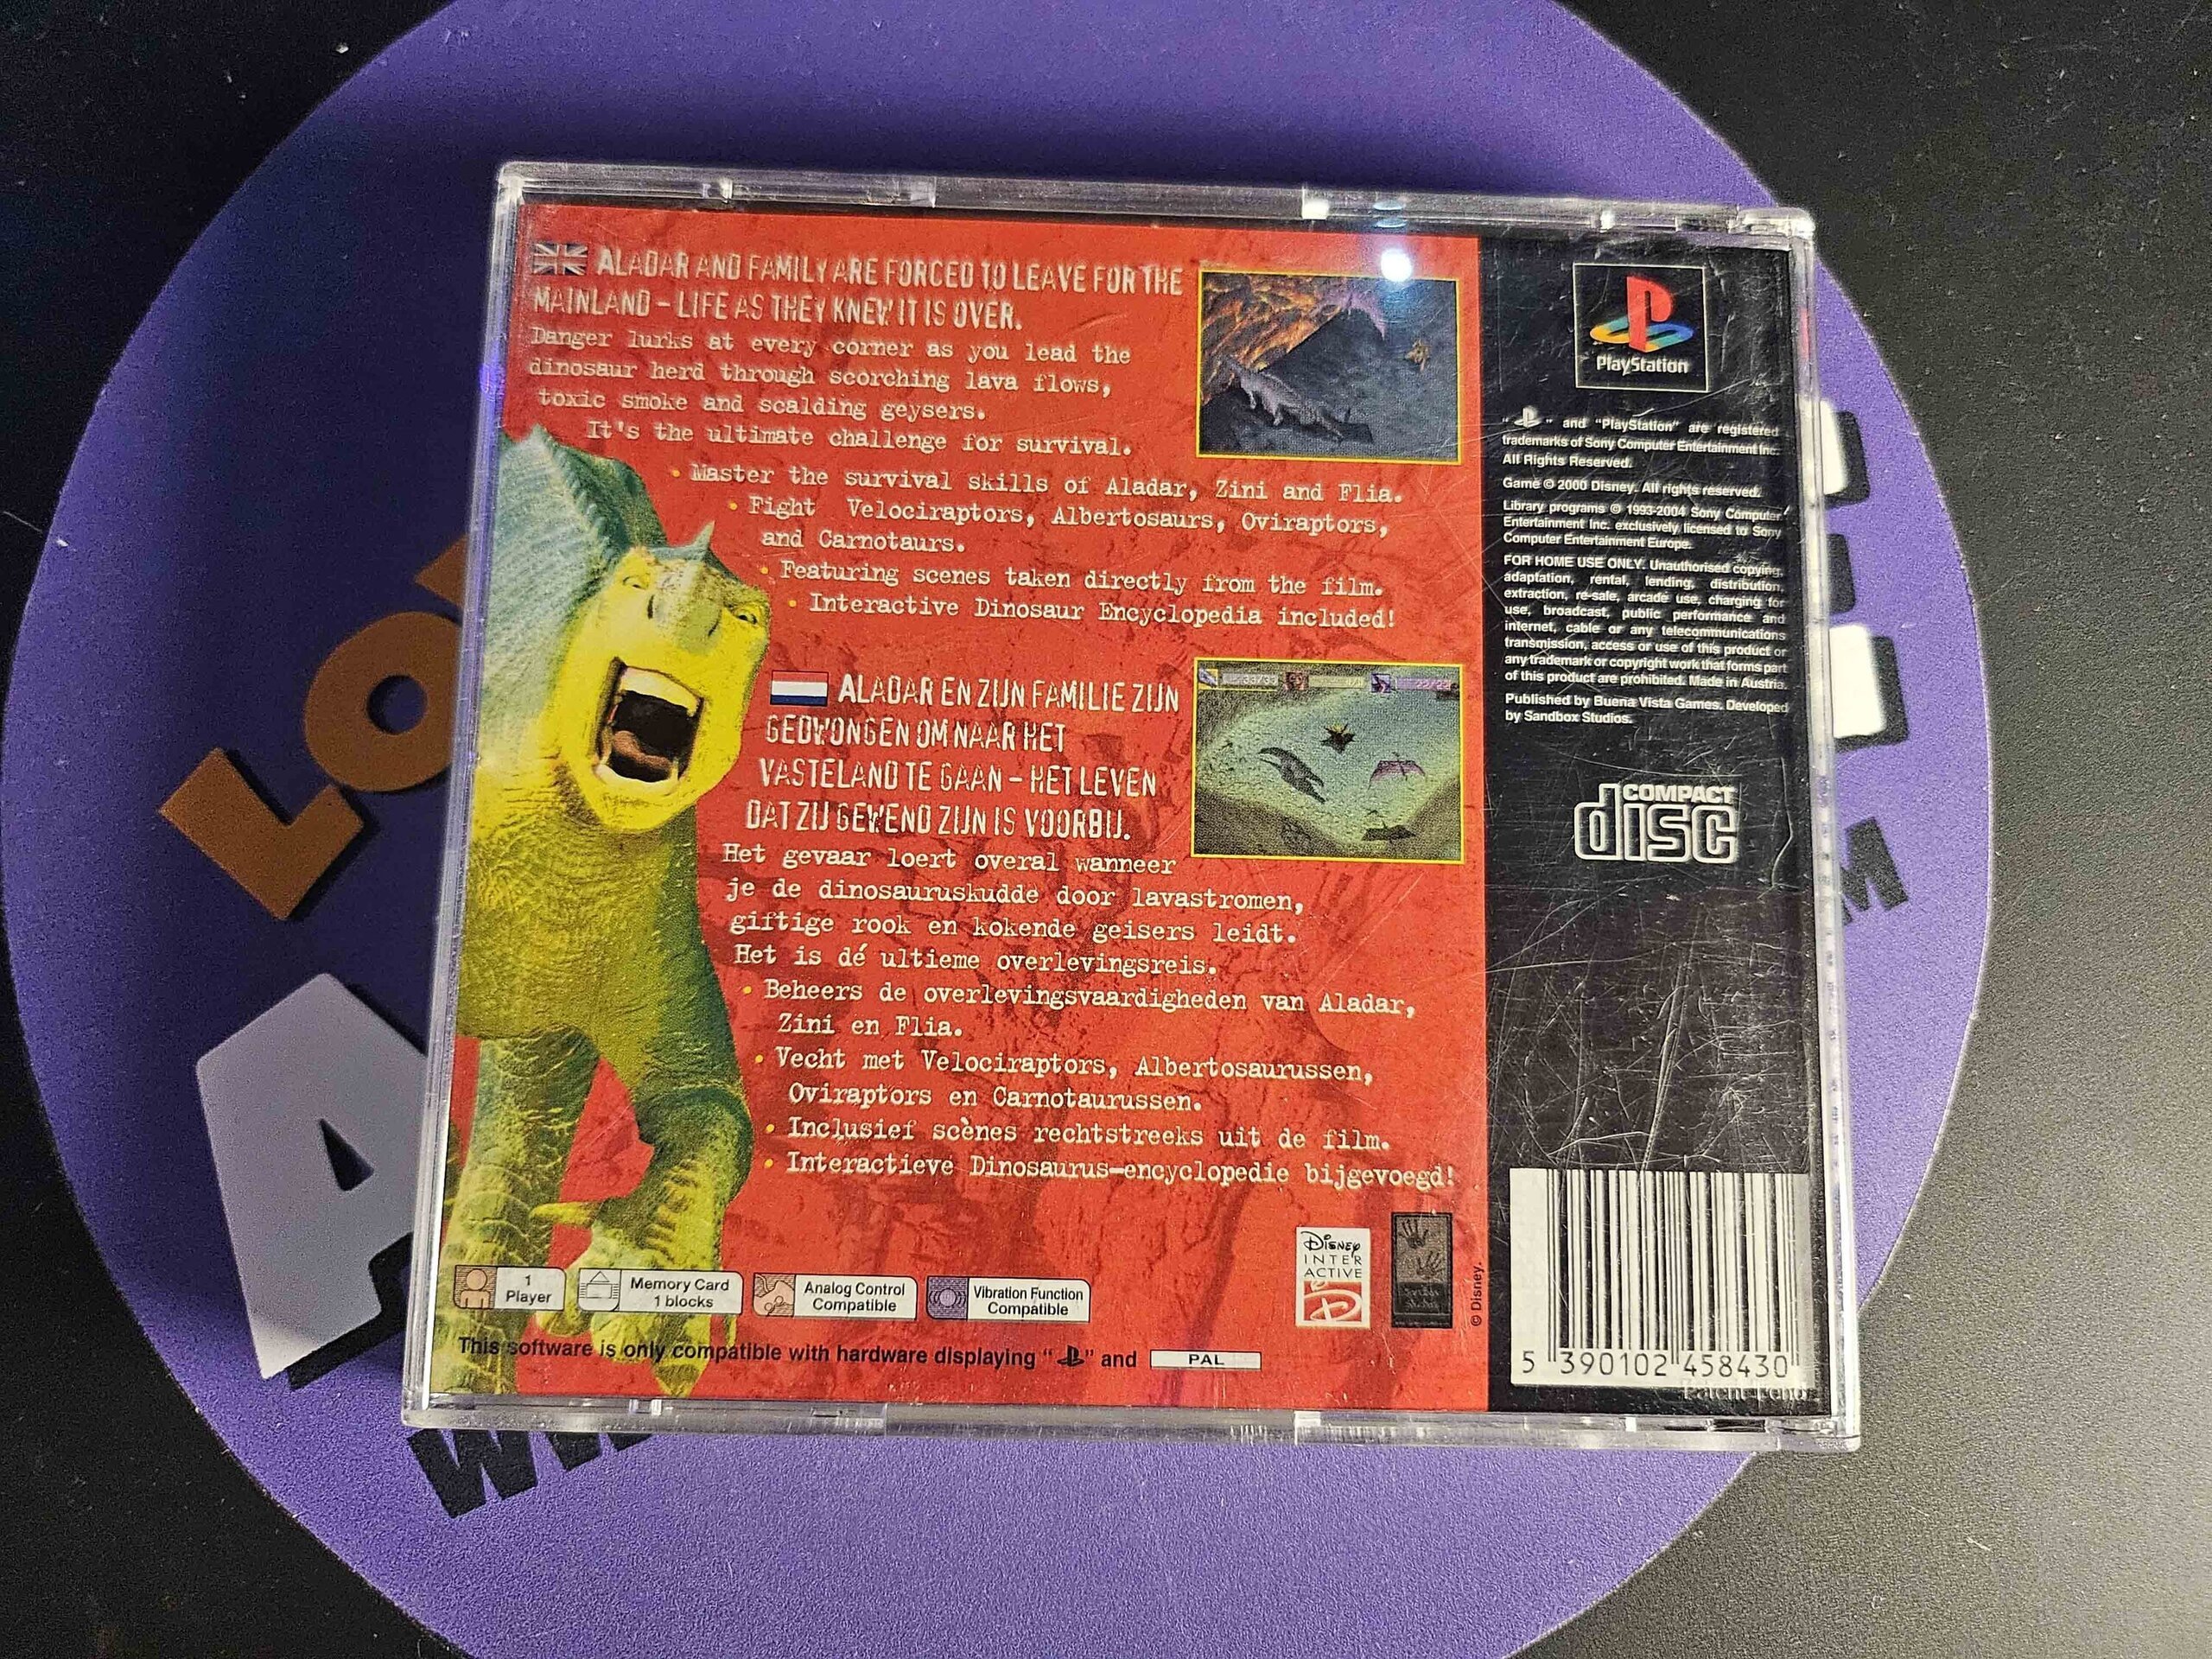 ALADAR AND FAMILY ARE FORCED TO LEAVE FOR THE
MAINLAND – LIFE AS THEY KNEW IT IS OVER.
Danger lurks at every corner as you lead the
dinosaur herd through scorching lava flows,
toxic smoke and scalding geysers.
It's the ultimate challenge for survival.
• Master the survival skills of Aladar, Zini and Flia.
• Fight Velociraptors, Albertosaurs, Oviraptors,
and Carnotaurs.
• Featuring scenes taken directly from the film.
• Interactive Dinosaur Encyclopedia included!
ALADAR EN ZIJN FAMILIE ZIJN
GEDWONGEN OM NAAR HET
VASTELAND TE GAAN – HET LEVEN
DAT ZIJ GEWEND ZIJN IS VOORBIJ.
Het gevaar loert overal wanneer
je de dinosauruskudde door lavastromen,
giftige rook en kokende geisers leidt.
Het is dé ultieme overlevingsreis.
• Beheers de overlevingsvaardigheden van Aladar,
Zini en Flia.
• Vecht met Velociraptors, Albertosaurussen,
Oviraptors en Carnotaurussen.
• Inclusief scènes rechtstreeks uit de film.
• Interactieve Dinosaurus-encyclopedie bijgevoegd!
1
Player
Memory Card
1 blocks
Analog Control
Compatible
Vibration Function
Compatible
DISNEY
INTER
ACTIVE
© Disney.
This software is only compatible with hardware displaying " " and PAL
PlayStation
" " and "PlayStation" are registered
trademarks of Sony Computer Entertainment Inc.
All Rights Reserved.
Game © 2000 Disney. All rights reserved.
Library programs © 1993-2004 Sony Computer
Entertainment Inc. exclusively licensed to Sony
Computer Entertainment Europe.
FOR HOME USE ONLY. Unauthorised copying,
adaptation, rental, lending, distribution,
extraction, re-sale, arcade use, charging for
use, broadcast, public performance and
internet, cable or any telecommunications
transmission, access or use of this product or
any trademark or copyright work that forms part
of this product are prohibited. Made in Austria.
Published by Buena Vista Games. Developed
by Sandbox Studios.
COMPACT
disc
5 390102 458430